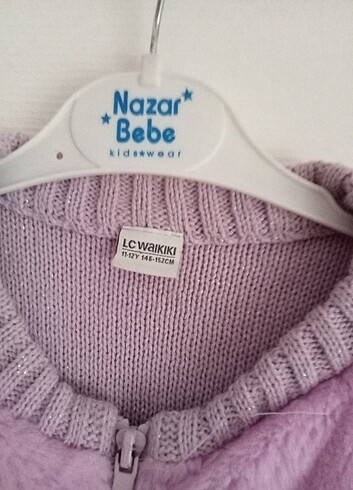 Nazar
Bebe
kids★wear
LC WAIKIKI
11-12Y 146-152CM